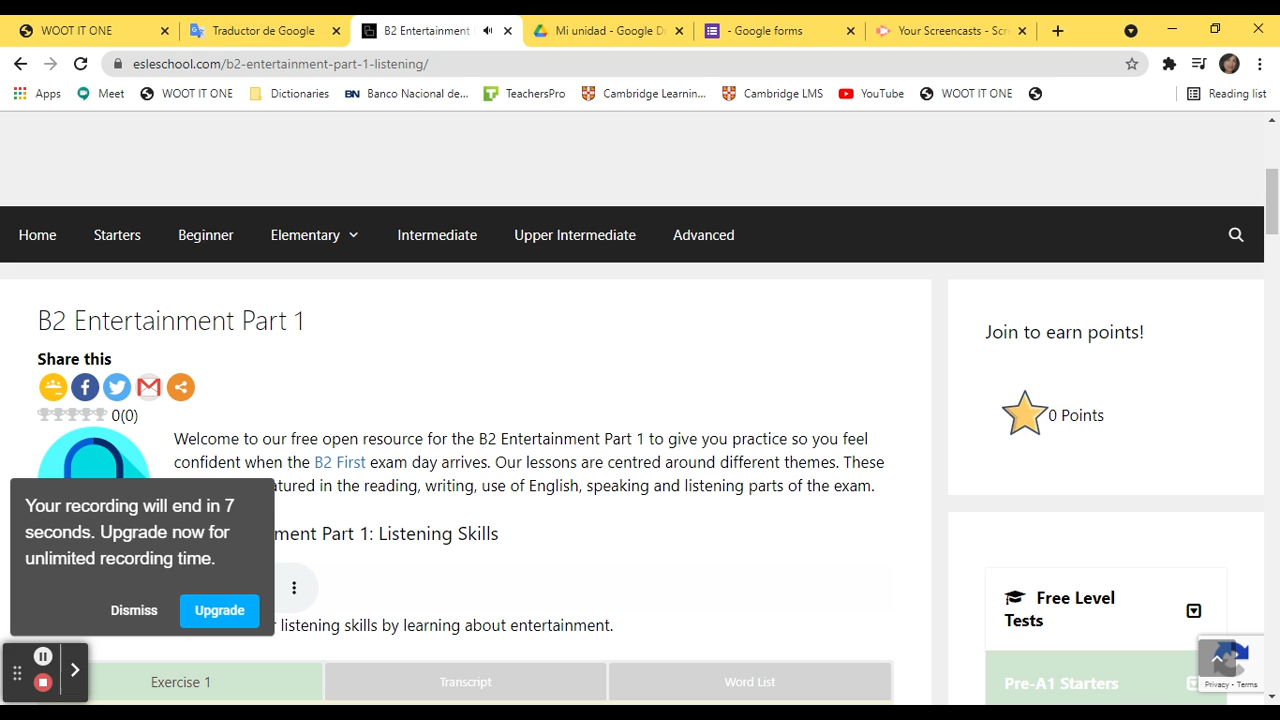 WOOT IT ONE
Traductor de Google
B2 Entertainment
Mi unidad - Google D
- Google forms
Your Screencasts - Scr
esleschool.com/b2-entertainment-part-1-listening/
Apps
Meet
WOOT IT ONE
Dictionaries
BN Banco Nacional de...
TeachersPro
Cambridge Learnin...
Cambridge LMS
YouTube
WOOT IT ONE
Reading list
Home
Starters
Beginner
Elementary
Intermediate
Upper Intermediate
Advanced
B2 Entertainment Part 1
Share this
0(0)
Welcome to our free open resource for the B2 Entertainment Part 1 to give you practice so you feel
confident when the B2 First exam day arrives. Our lessons are centred around different themes. These
atured in the reading, writing, use of English, speaking and listening parts of the exam.
ment Part 1: Listening Skills
r listening skills by learning about entertainment.
Exercise 1
Transcript
Word List
Your recording will end in 7
seconds. Upgrade now for
unlimited recording time.
Dismiss
Upgrade
Join to earn points!
0 Points
Free Level
Tests
Pre-A1 Starters
Privacy - Terms